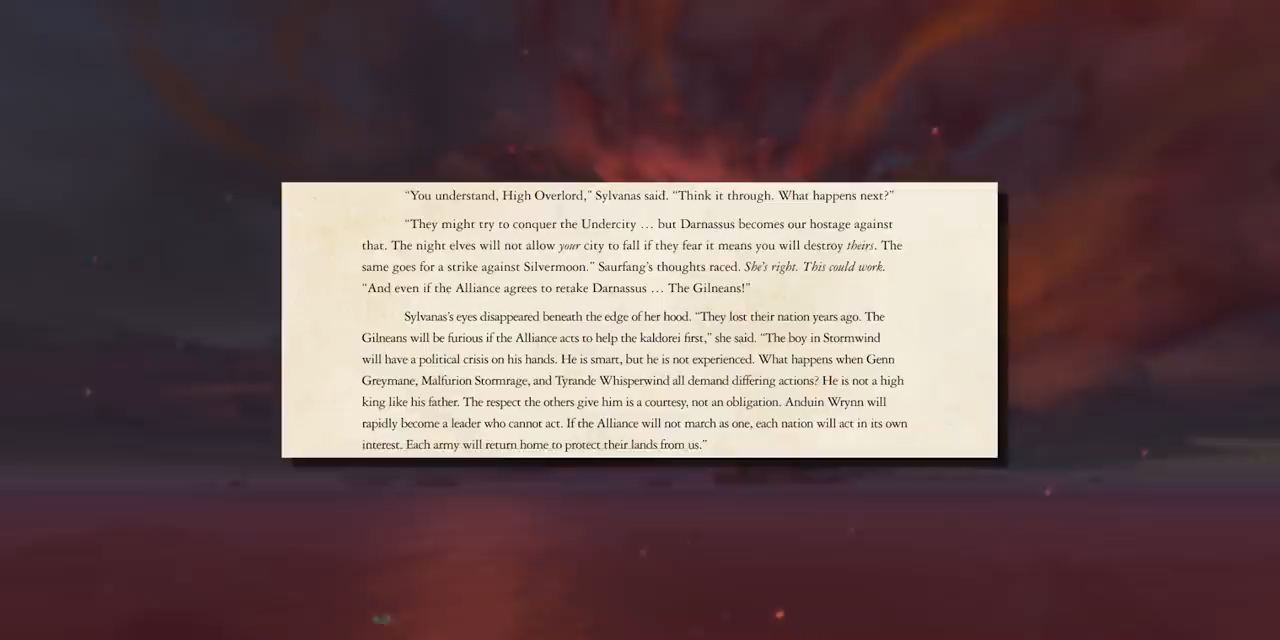 “You understand, High Overlord,” Sylvanas said. “Think it through. What happens next?”
“They might try to conquer the Undercity … but Darnassus becomes our hostage against
that. The night elves will not allow your city to fall if they fear it means you will destroy theirs. The
same goes for a strike against Silvermoon.” Saurfang’s thoughts raced. She’s right. This could work.
“And even if the Alliance agrees to retake Darnassus … The Gilneans!”
Sylvanas’s eyes disappeared beneath the edge of her hood. “They lost their nation years ago. The
Gilneans will be furious if the Alliance acts to help the kaldorei first,” she said. “The boy in Stormwind
will have a political crisis on his hands. He is smart, but he is not experienced. What happens when Genn
Greymane, Malfurion Stormrage, and Tyrande Whisperwind all demand differing actions? He is not a high
king like his father. The respect the others give him is a courtesy, not an obligation. Anduin Wrynn will
rapidly become a leader who cannot act. If the Alliance will not march as one, each nation will act in its own
interest. Each army will return home to protect their lands from us.”